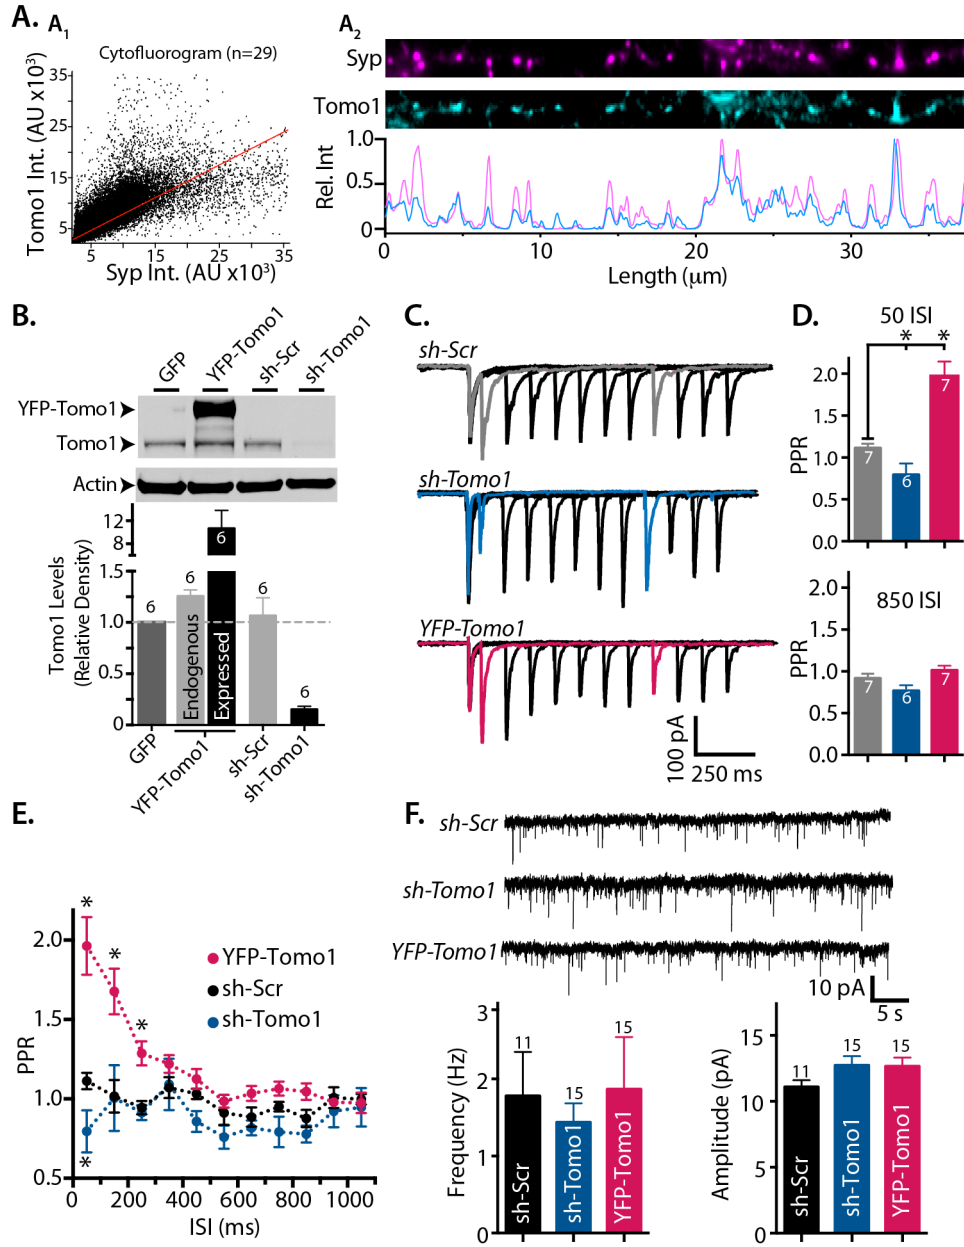 A.
A1
Cytofluorogram (n=29)
Tomo1 Int. (AU x10³)
35
25
15
5
5
15
25
35
Syp Int. (AU x10³)
A2
Syp
Tomo1
Rel. Int
1.0
0.5
0
0
10
20
30
Length (μm)
B.
GFP
YFP-Tomo1
sh-Scr
sh-Tomo1
YFP-Tomo1
Tomo1
Actin
Tomo1 Levels
(Relative Density)
12
8
1.5
1.0
0.5
0
6
6
6
6
6
Endogenous
Expressed
GFP
YFP-Tomo1
sh-Scr
sh-Tomo1
C.
sh-Scr
sh-Tomo1
YFP-Tomo1
100 pA
250 ms
D.
50 ISI
* *
PPR
2.0
1.5
1.0
0.5
0.0
7
6
7
850 ISI
PPR
2.0
1.5
1.0
0.5
0.0
7
6
7
E.
PPR
2.0
1.5
1.0
0.5
*
*
*
*
YFP-Tomo1
sh-Scr
sh-Tomo1
0
200
400
600
800
1000
ISI (ms)
F.
sh-Scr
sh-Tomo1
YFP-Tomo1
10 pA
5 s
Frequency (Hz)
3
2
1
0
11
15
15
sh-Scr
sh-Tomo1
YFP-Tomo1
Amplitude (pA)
15
10
5
0
11
15
15
sh-Scr
sh-Tomo1
YFP-Tomo1